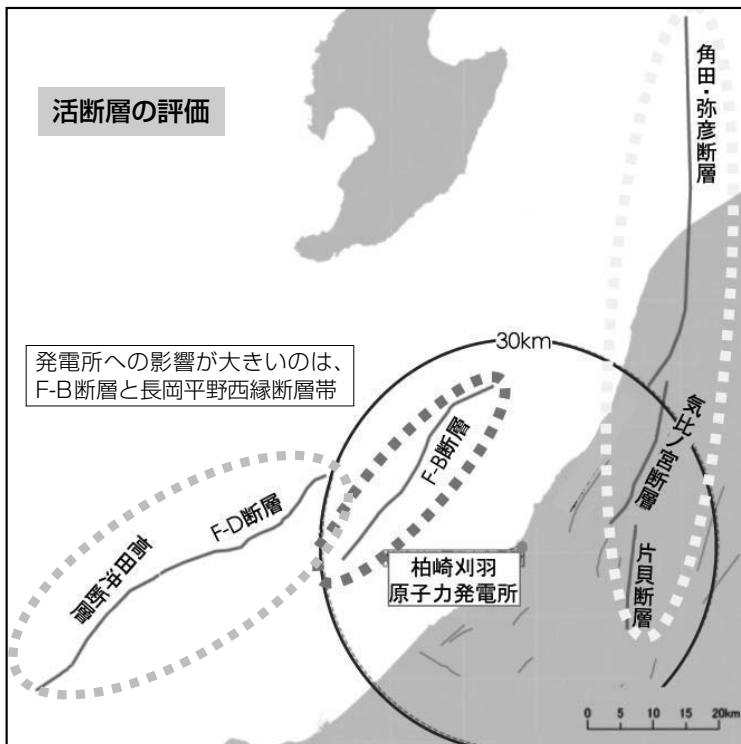 活断層の評価
角田・弥彦断層
30km
発電所への影響が大きいのは、
F-B断層と長岡平野西縁断層帯
F-B断層
気比ノ宮断層
F-D断層
高田沖断層
片貝断層
柏崎刈羽
原子力発電所
0 5 10 15 20km